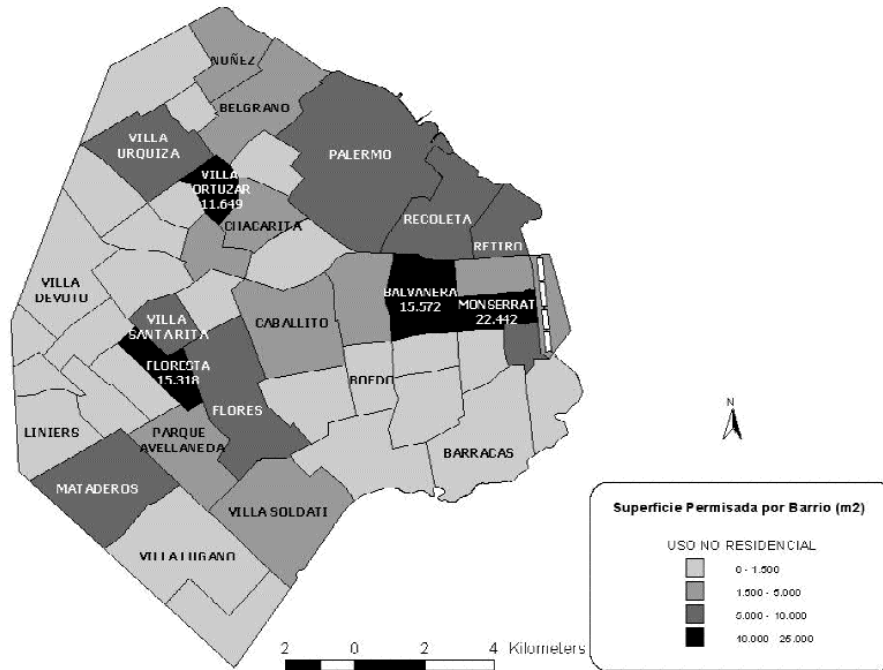 NUÑEZ
BELGRANO
VILLA
URQUIZA
PALERMO
VILLA
ORTUZAR
11.649
CHACARITA
RECOLETA
RETIRO
VILLA
DEVOTO
BALVANERA
15.572
MONSERRAT
22.442
VILLA
SANTA RITA
CABALLITO
FLORESTA
15.318
BOEDO
FLORES
LINIERS
PARQUE
AVELLANEDA
BARRACAS
MATADEROS
VILLA SOLDATI
VILLA LUGANO
N
Superficie Permisada por Barrio (m2)
USO NO RESIDENCIAL
0 - 1.500
1.500 - 5.000
5.000 - 10.000
10.000 25.000
2 0 2 4 Kilometers